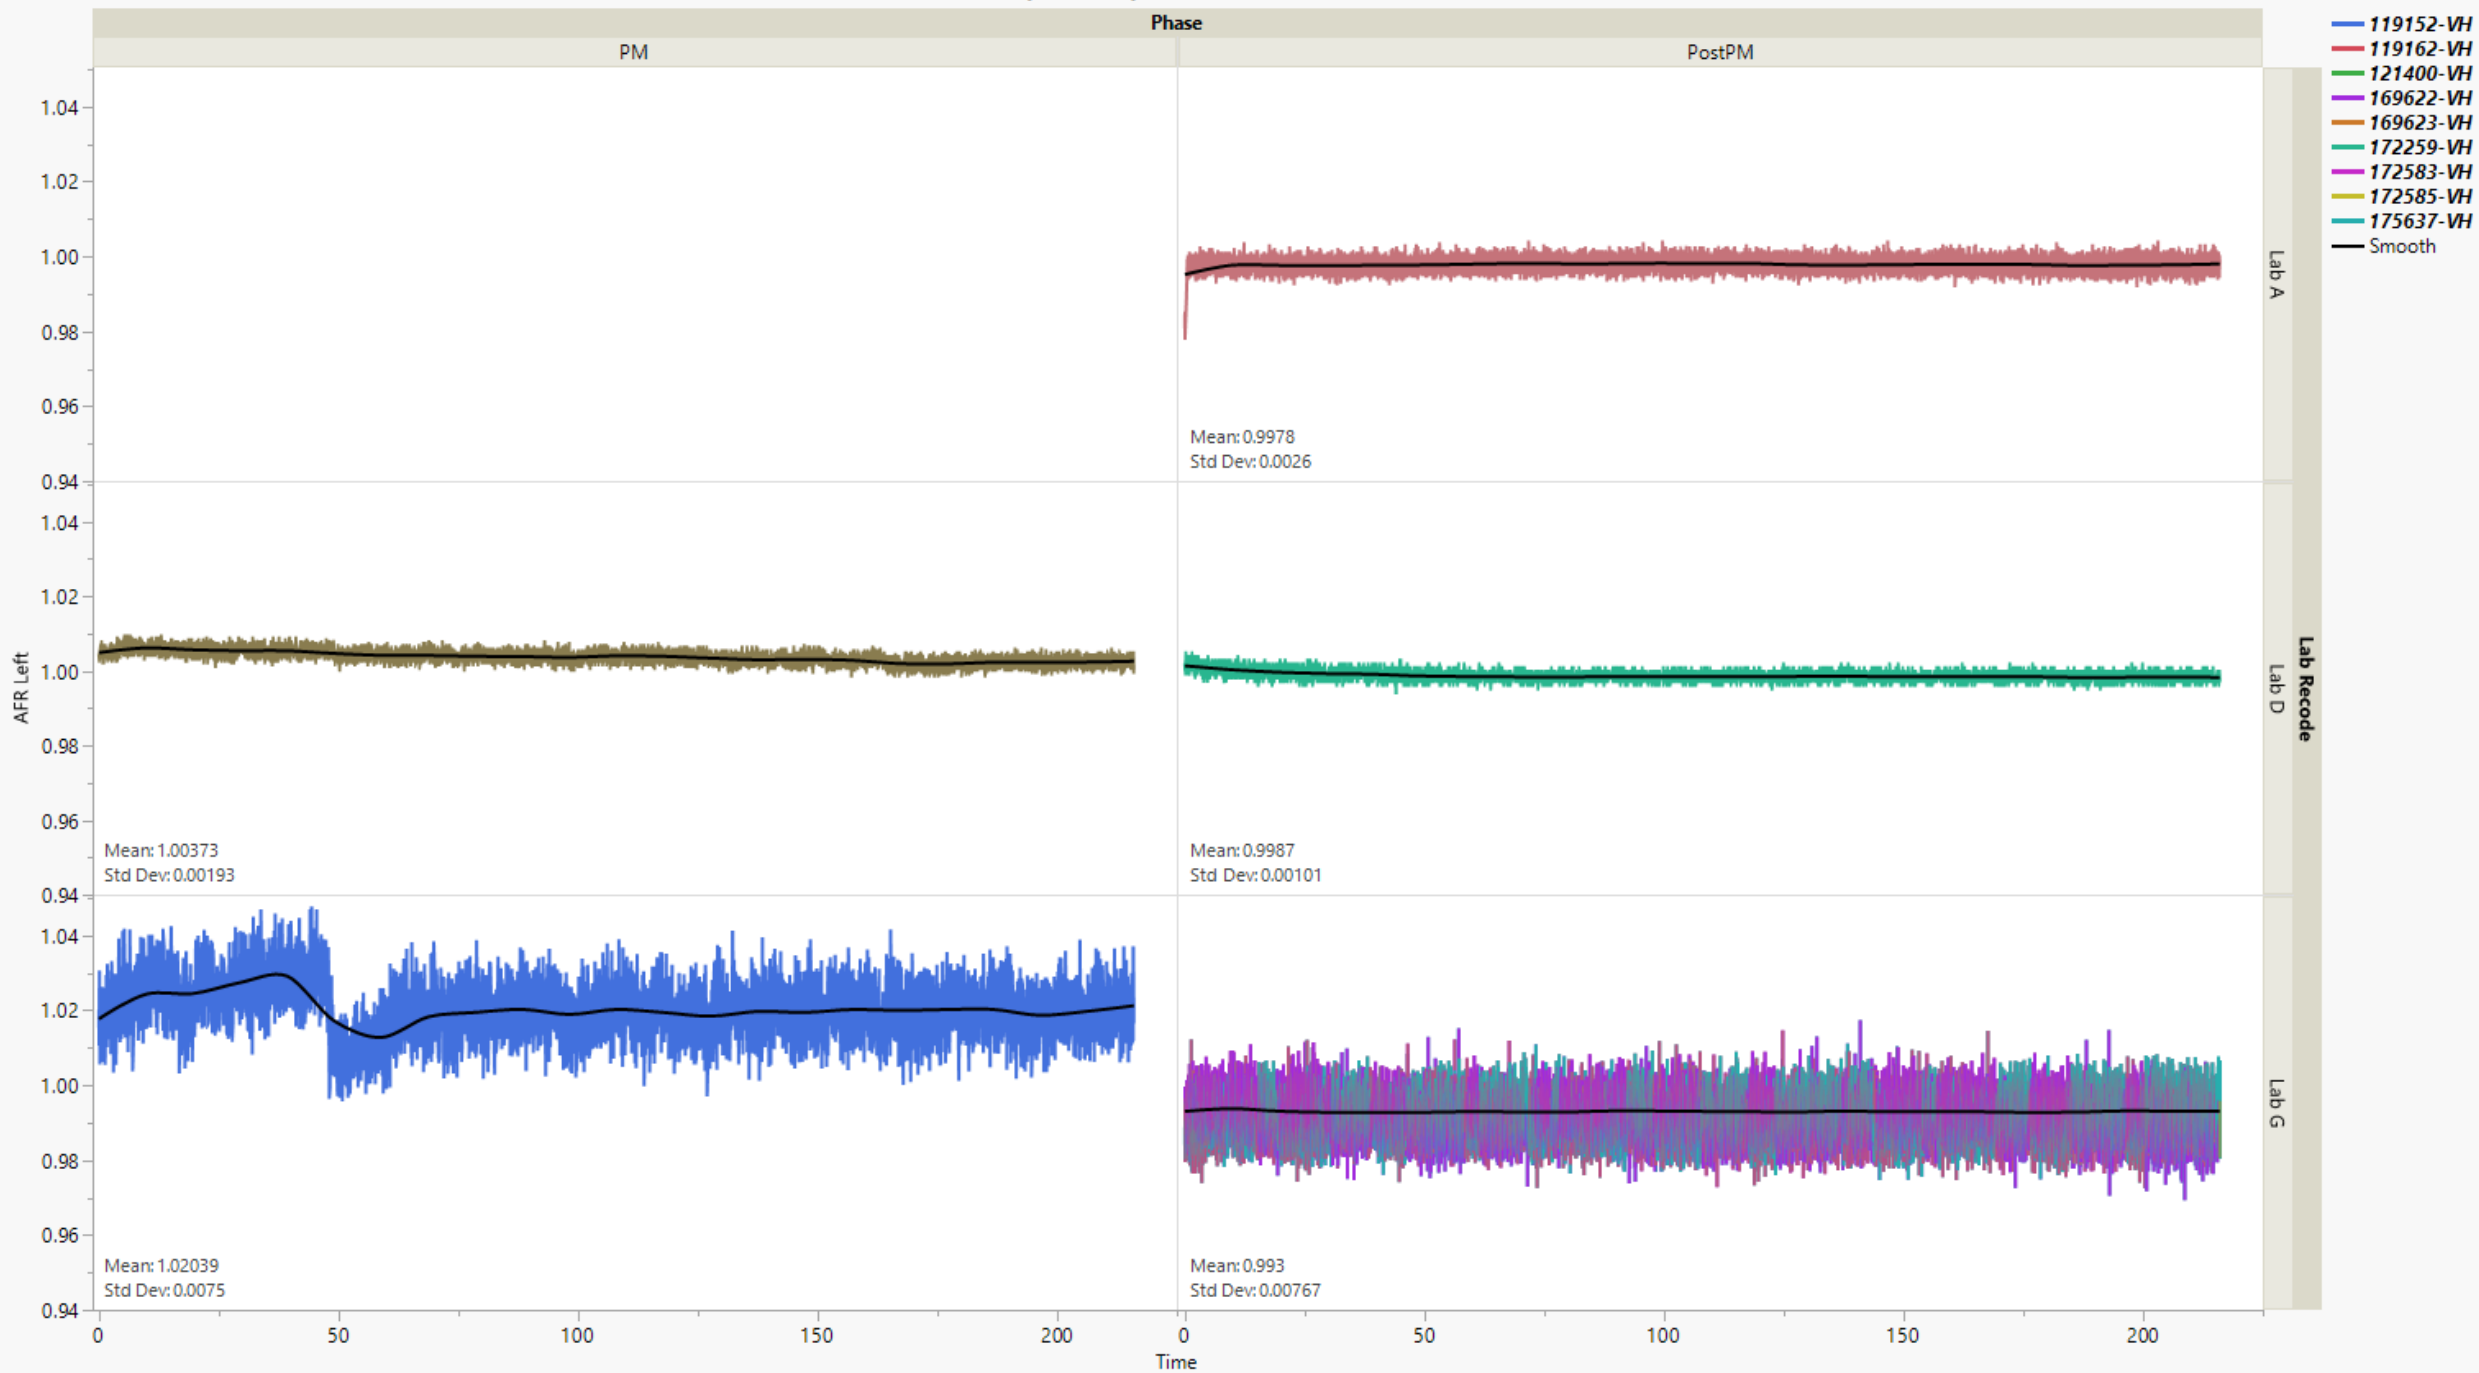 Phase
PM
PostPM
119152-VH
119162-VH
121400-VH
169622-VH
169623-VH
172259-VH
172583-VH
172585-VH
175637-VH
Smooth
AFR Left
1.04
1.02
1.00
0.98
0.96
0.94
Mean: 0.9978
Std Dev: 0.0026
Lab A
1.04
1.02
1.00
0.98
0.96
0.94
Mean: 1.00373
Std Dev: 0.00193
Mean: 0.9987
Std Dev: 0.00101
Lab D
Lab Recode
1.04
1.02
1.00
0.98
0.96
0.94
Mean: 1.02039
Std Dev: 0.0075
Mean: 0.993
Std Dev: 0.00767
Lab G
0 50 100 150 200 0 50 100 150 200
Time